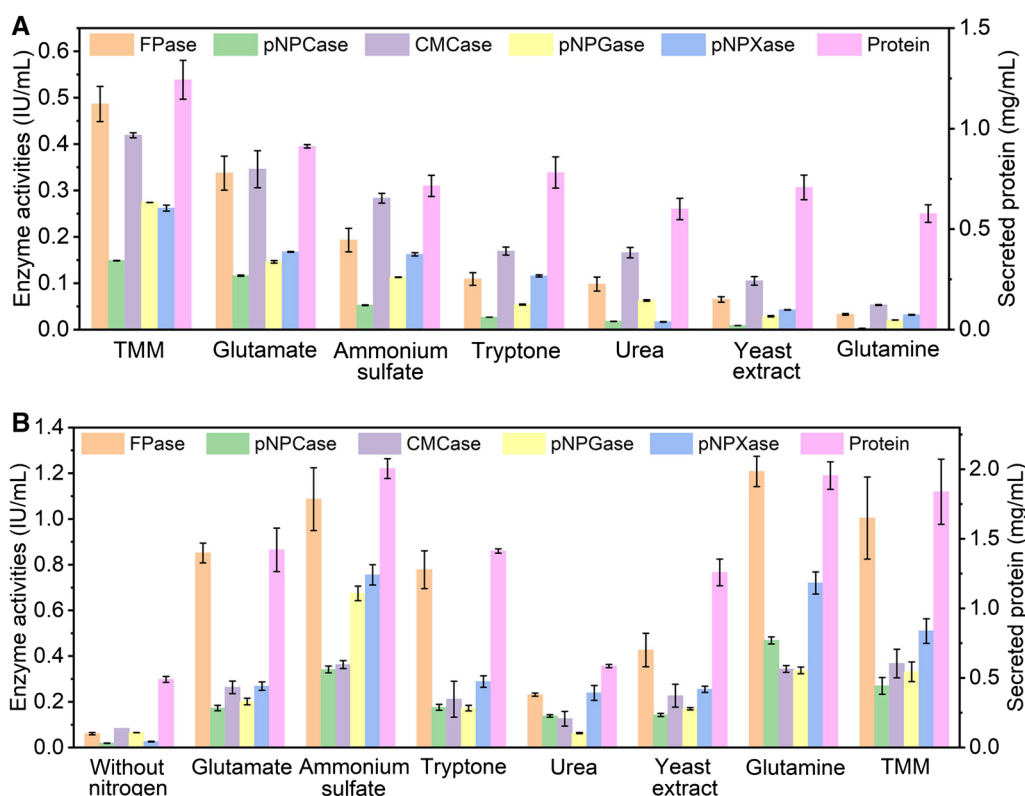 A
Enzyme activities (IU/mL)
0.6
0.5
0.4
0.3
0.2
0.1
0.0
FPase pNPCase CMCase pNPGase pNPXase Protein
1.5
1.0
0.5
0.0
Secreted protein (mg/mL)
TMM Glutamate Ammonium sulfate Tryptone Urea Yeast extract Glutamine
B
Enzyme activities (IU/mL)
1.4
1.2
1.0
0.8
0.6
0.4
0.2
0.0
FPase pNPCase CMCase pNPGase pNPXase Protein
2.0
1.5
1.0
0.5
0.0
Secreted protein (mg/mL)
Without nitrogen Glutamate Ammonium sulfate Tryptone Urea Yeast extract Glutamine TMM